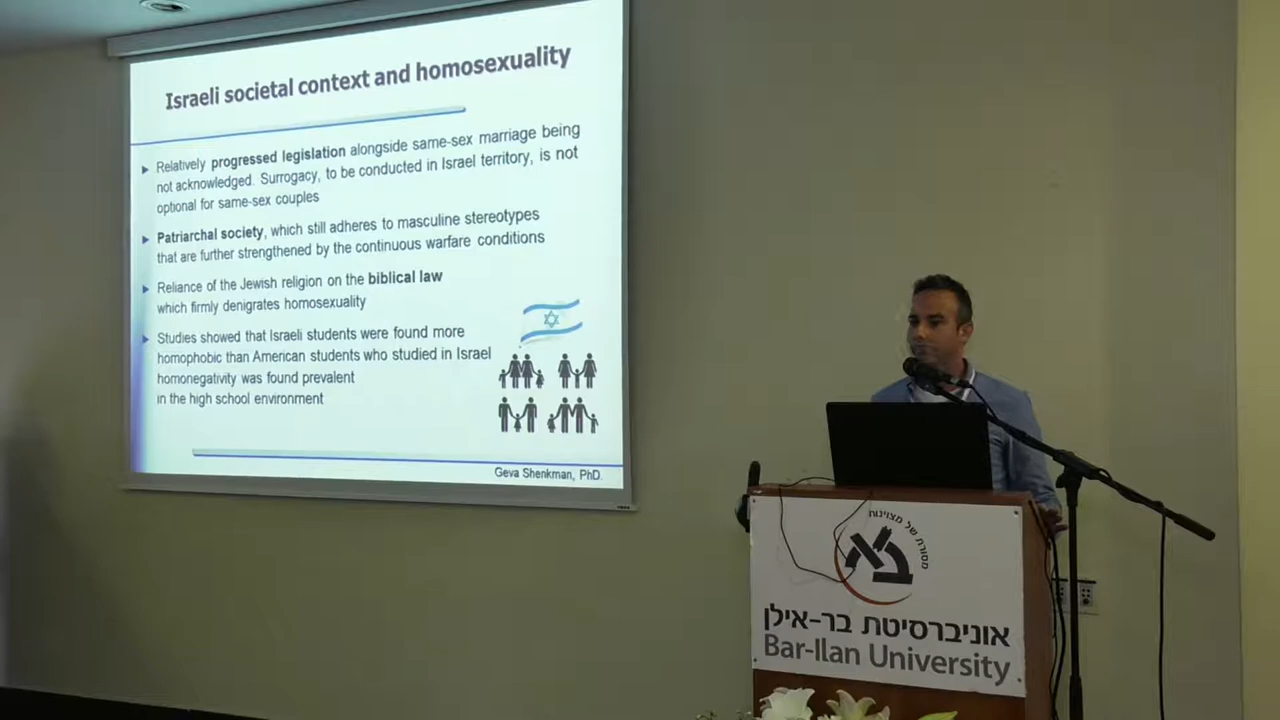 Israeli societal context and homosexuality
Relatively progressed legislation alongside same-sex marriage being
not acknowledged. Surrogacy, to be conducted in Israel territory, is not
optional for same-sex couples
Patriarchal society, which still adheres to masculine stereotypes
that are further strengthened by the continuous warfare conditions
Reliance of the Jewish religion on the biblical law
which firmly denigrates homosexuality
Studies showed that Israeli students were found more
homophobic than American students who studied in Israel
homonegativity was found prevalent
in the high school environment
Geva Shenkman, PhD.
מסורת של מצוינות
אוניברסיטת בר-אילן
Bar-Ilan University